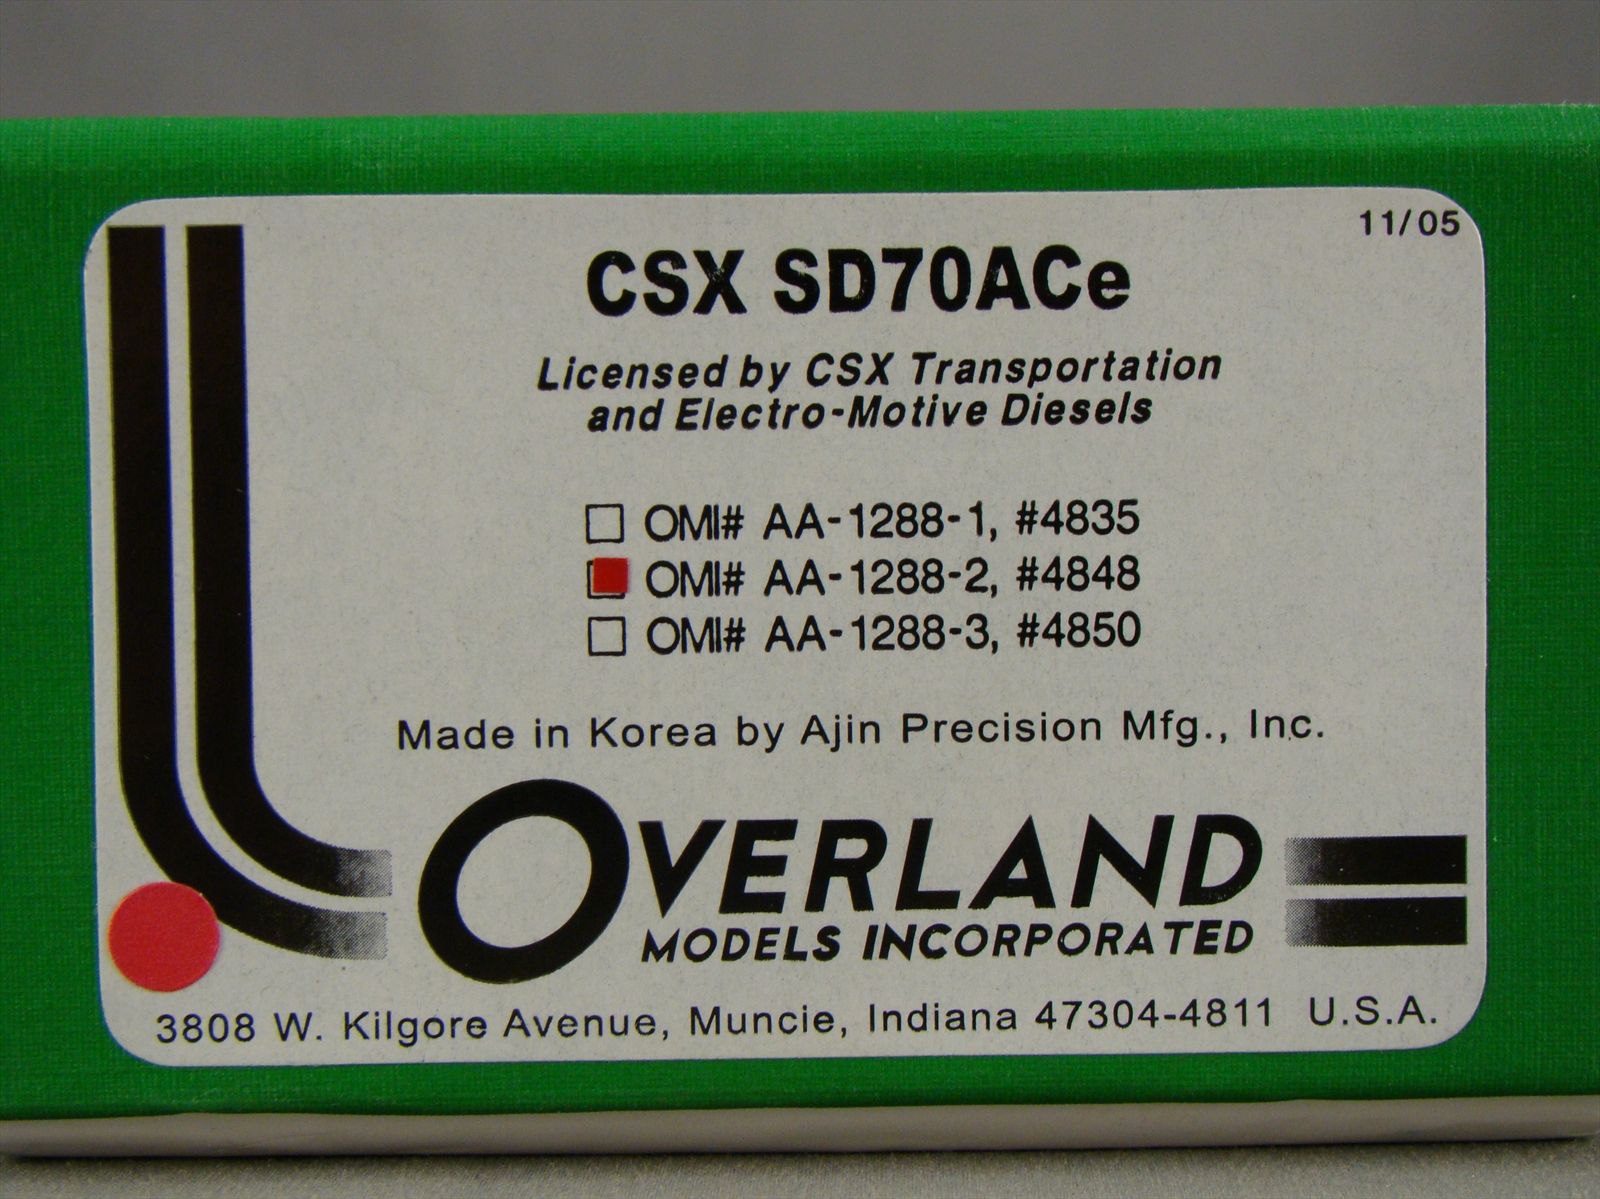 11/05
CSX SD70ACe
Licensed by CSX Transportation
and Electro-Motive Diesels
OMI# AA-1288-1, #4835
OMI# AA-1288-2, #4848
OMI# AA-1288-3, #4850
Made in Korea by Ajin Precision Mfg., Inc.
OVERLAND
MODELS INCORPORATED
3808 W. Kilgore Avenue, Muncie, Indiana 47304-4811 U.S.A.